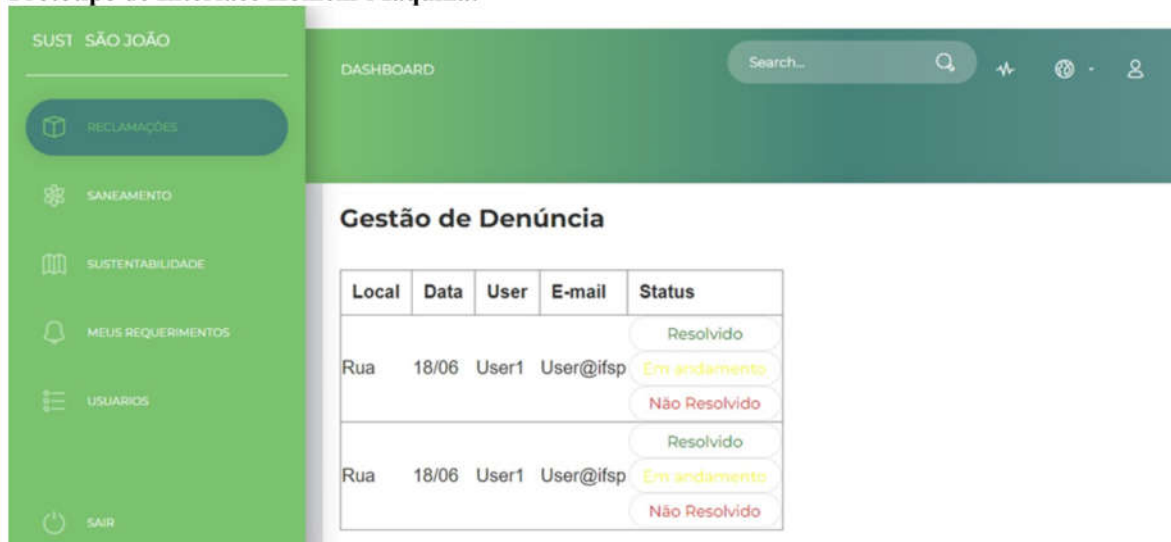 SUST SÃO JOÃO
RECLAMAÇÕES
SANEAMENTO
SUSTENTABILIDADE
MEUS REQUERIMENTOS
USUARIOS
SAIR
DASHBOARD
Search...
Gestão de Denúncia
Local Data User E-mail Status
Resolvido
Rua 18/06 User1 User@ifsp Em andamento
Não Resolvido
Resolvido
Rua 18/06 User1 User@ifsp Em andamento
Não Resolvido